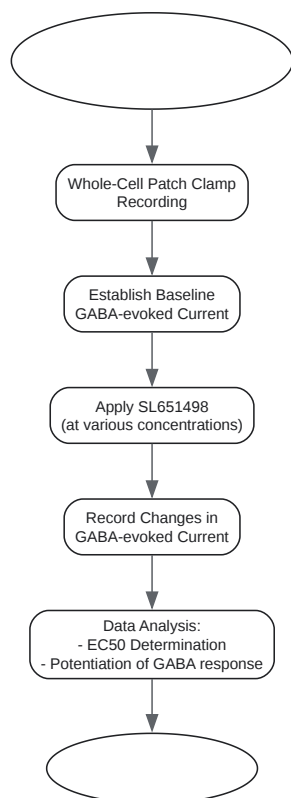 Whole-Cell Patch Clamp
Recording
Establish Baseline
GABA-evoked Current
Apply SL651498
(at various concentrations)
Record Changes in
GABA-evoked Current
Data Analysis:
- EC50 Determination
- Potentiation of GABA response